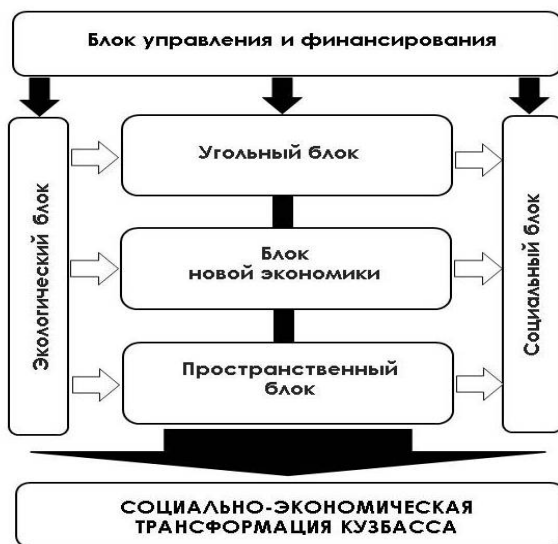 Блок управления и финансирования
Экологический блок
Угольный блок
Блок
новой экономики
Пространственный
блок
Социальный блок
СОЦИАЛЬНО-ЭКОНОМИЧЕСКАЯ
ТРАНСФОРМАЦИЯ КУЗБАССА